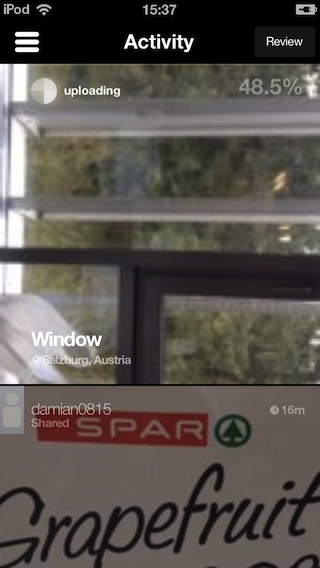 iPod 15:37
Activity Review
uploading 48.5%
Window
Salzburg, Austria
damian0815 16m
Shared
SPAR
Grapefruit